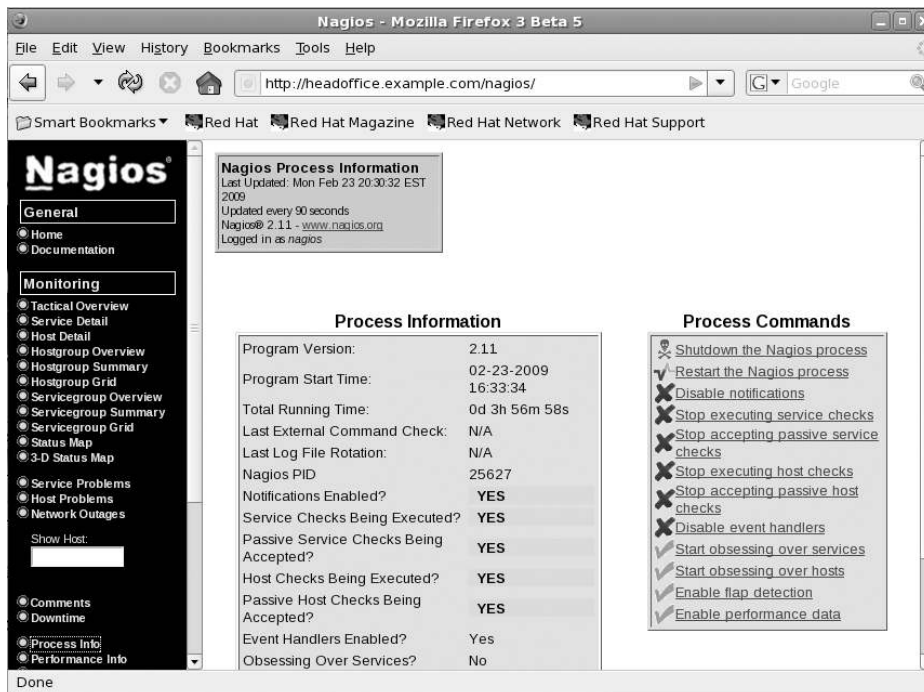 Nagios - Mozilla Firefox 3 Beta 5
File Edit View History Bookmarks Tools Help
http://headoffice.example.com/nagios/
G Google
Smart Bookmarks Red Hat Red Hat Magazine Red Hat Network Red Hat Support
Nagios®
General
Home
Documentation
Monitoring
Tactical Overview
Service Detail
Host Detail
Hostgroup Overview
Hostgroup Summary
Hostgroup Grid
Servicegroup Overview
Servicegroup Summary
Servicegroup Grid
Status Map
3-D Status Map
Service Problems
Host Problems
Network Outages
Show Host:
Comments
Downtime
Process Info
Performance Info
Nagios Process Information
Last Updated: Mon Feb 23 20:30:32 EST
2009
Updated every 90 seconds
Nagios® 2.11 - www.nagios.org
Logged in as nagios
Process Information
Program Version: 2.11
Program Start Time: 02-23-2009
16:33:34
Total Running Time: 0d 3h 56m 58s
Last External Command Check: N/A
Last Log File Rotation: N/A
Nagios PID 25627
Notifications Enabled? YES
Service Checks Being Executed? YES
Passive Service Checks Being
Accepted? YES
Host Checks Being Executed? YES
Passive Host Checks Being
Accepted? YES
Event Handlers Enabled? Yes
Obsessing Over Services? No
Process Commands
Shutdown the Nagios process
Restart the Nagios process
Disable notifications
Stop executing service checks
Stop accepting passive service
checks
Stop executing host checks
Stop accepting passive host
checks
Disable event handlers
Start obsessing over services
Start obsessing over hosts
Enable flap detection
Enable performance data
Done